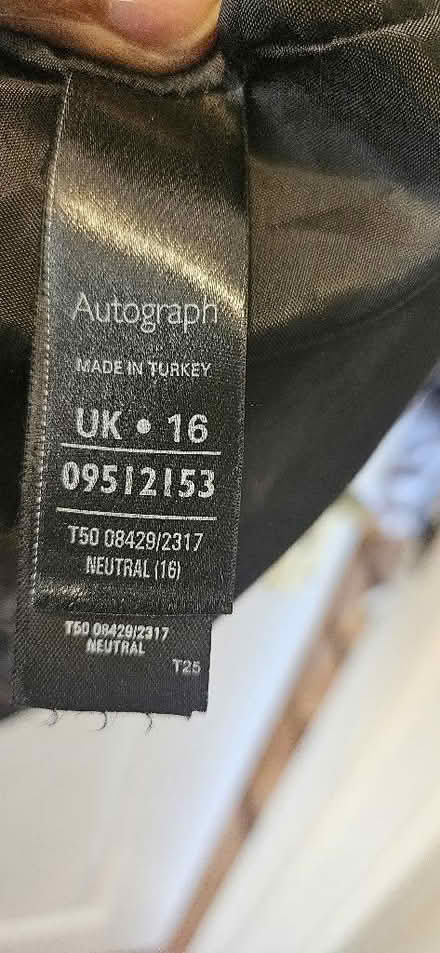 Autograph
MADE IN TURKEY
UK • 16
09512153
T50 08429/2317
NEUTRAL (16)
T50 08429/2317
NEUTRAL
T25